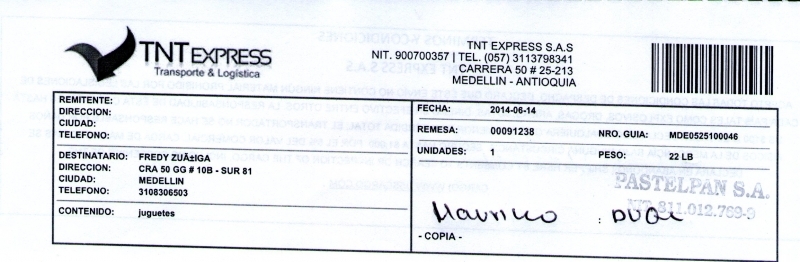 TNT EXPRESS
Transporte & Logística
TNT EXPRESS S.A.S
NIT. 900700357 | TEL. (057) 3113798341
CARRERA 50 # 25-213
MEDELLIN - ANTIOQUIA
REMITENTE:
DIRECCION:
CIUDAD:
TELEFONO:
DESTINATARIO: FREDY ZUÃ±IGA
DIRECCION: CRA 50 GG # 10B - SUR 81
CIUDAD: MEDELLIN
TELEFONO: 3108306503
CONTENIDO: juguetes
FECHA: 2014-06-14
REMESA: 00091238 NRO. GUIA: MDE0525100046
UNIDADES: 1 PESO: 22 LB
PASTELPAN S.A.
NIT. 811.012.769-9
Mauricio Duqe
- COPIA -